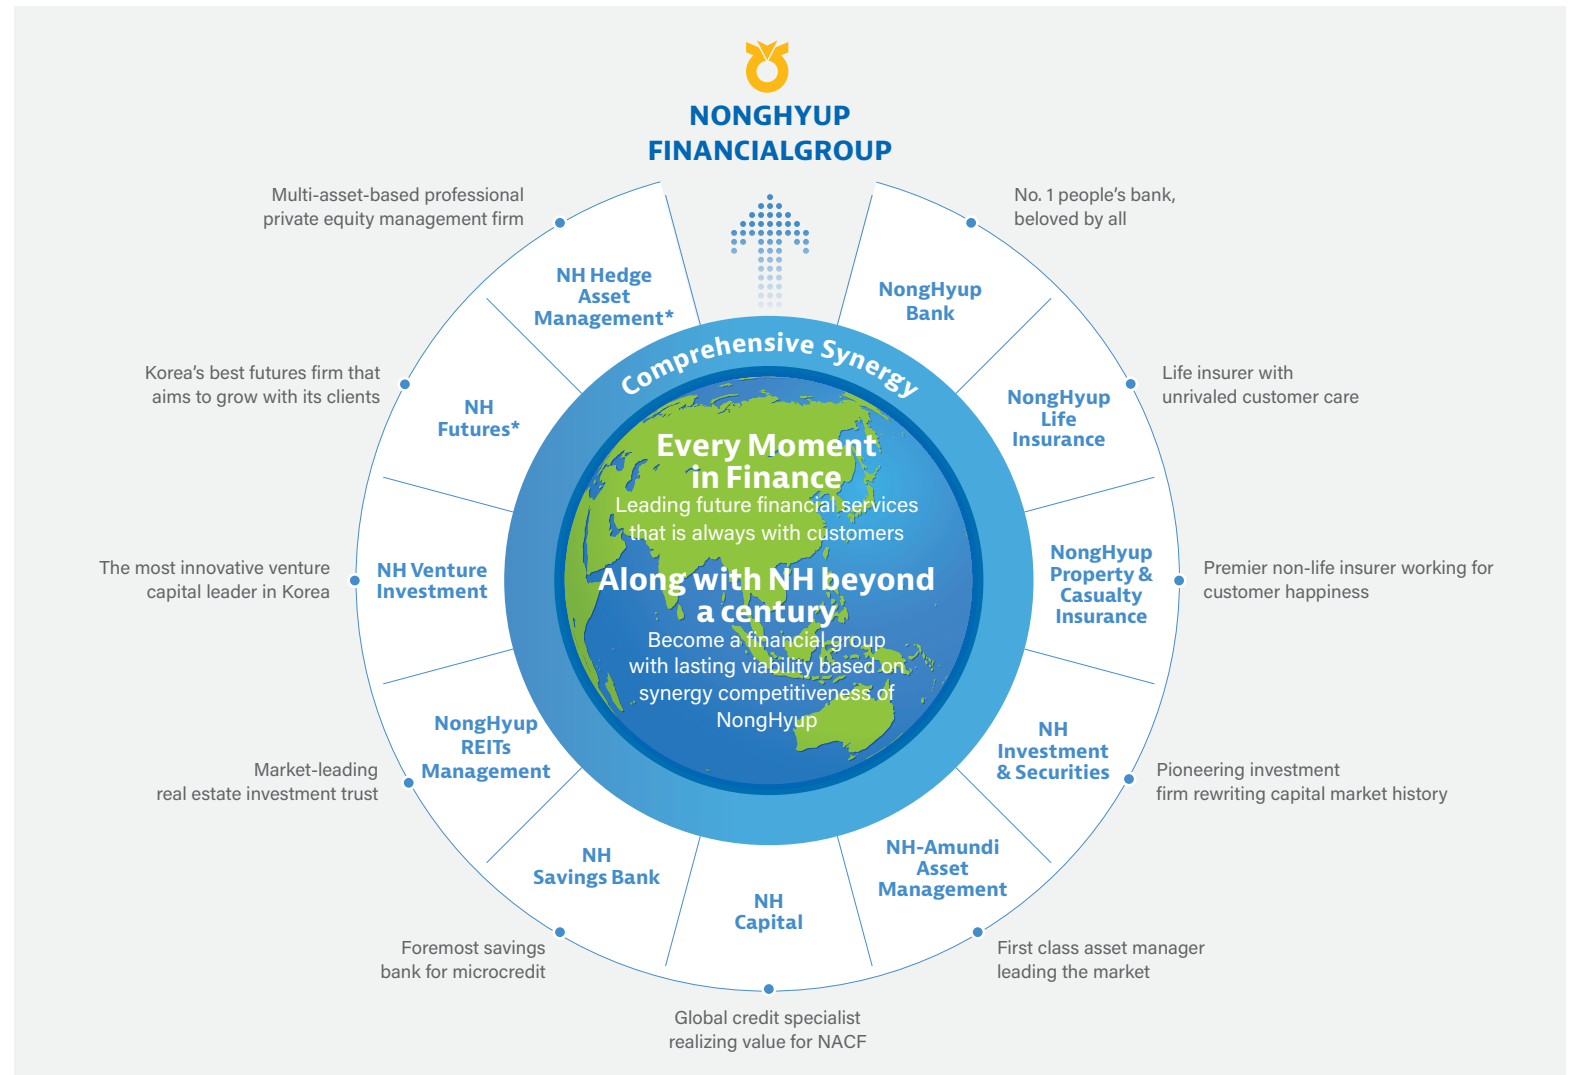 NONGHYUP
FINANCIALGROUP
Multi-asset-based professional
private equity management firm
No. 1 people's bank,
beloved by all
NH Hedge
Asset
Management*
NongHyup
Bank
Comprehensive Synergy
Korea's best futures firm that
aims to grow with its clients
Life insurer with
unrivaled customer care
NH
Futures*
NongHyup
Life
Insurance
Every Moment
in Finance
Leading future financial services
that is always with customers
The most innovative venture
capital leader in Korea
NH Venture
Investment
NongHyup
Property &
Casualty
Insurance
Premier non-life insurer working for
customer happiness
Along with NH beyond
a century
Become a financial group
with lasting viability based on
synergy competitiveness of
NongHyup
NongHyup
REITs
Management
NH
Investment
& Securities
Market-leading
real estate investment trust
Pioneering investment
firm rewriting capital market history
NH
Savings Bank
NH
Capital
NH-Amundi
Asset
Management
Foremost savings
bank for microcredit
First class asset manager
leading the market
Global credit specialist
realizing value for NACF